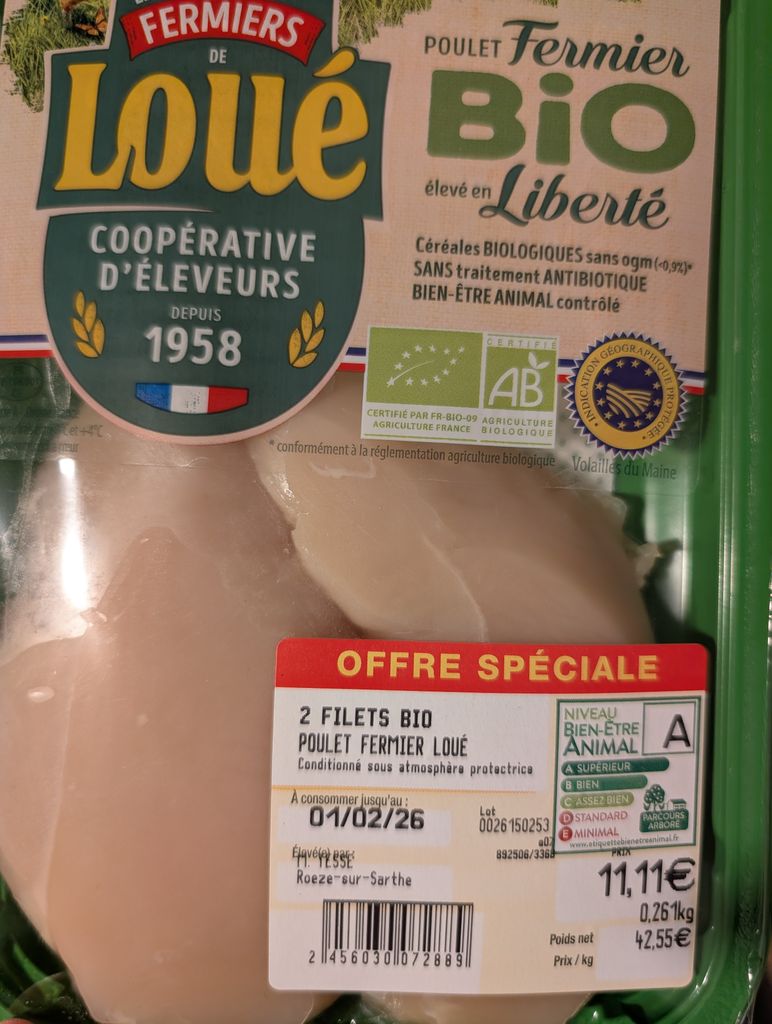 FERMIERS
DE
Loué
COOPÉRATIVE
D'ÉLEVEURS
DEPUIS
1958
POULET Fermier
BiO
élevé en Liberté
Céréales BIOLOGIQUES sans ogm (<0,9%)*
SANS traitement ANTIBIOTIQUE
BIEN-ÊTRE ANIMAL contrôlé
CERTIFIÉ
AB
CERTIFIÉ PAR FR-BIO-09
AGRICULTURE FRANCE
AGRICULTURE
BIOLOGIQUE
INDICATION GÉOGRAPHIQUE PROTÉGÉE
* conformément à la réglementation agriculture biologique
Volailles du Maine
et +4°C
OFFRE SPÉCIALE
2 FILETS BIO
POULET FERMIER LOUÉ
Conditionné sous atmosphère protectrice
À consommer jusqu'au :
01/02/26
Lot
0026150253
a07
892506/3368
Élevé(e) par :
M. TESSE
Roeze-sur-Sarthe
2 456030 072889
NIVEAU
BIEN-ÊTRE
ANIMAL
A
A SUPÉRIEUR
B BIEN
C ASSEZ BIEN
D STANDARD
E MINIMAL
PARCOURS
ARBORÉ
www.etiquettebienetreanimal.fr
PRIX
11,11€
0,261kg
Poids net
42,55€
Prix / kg